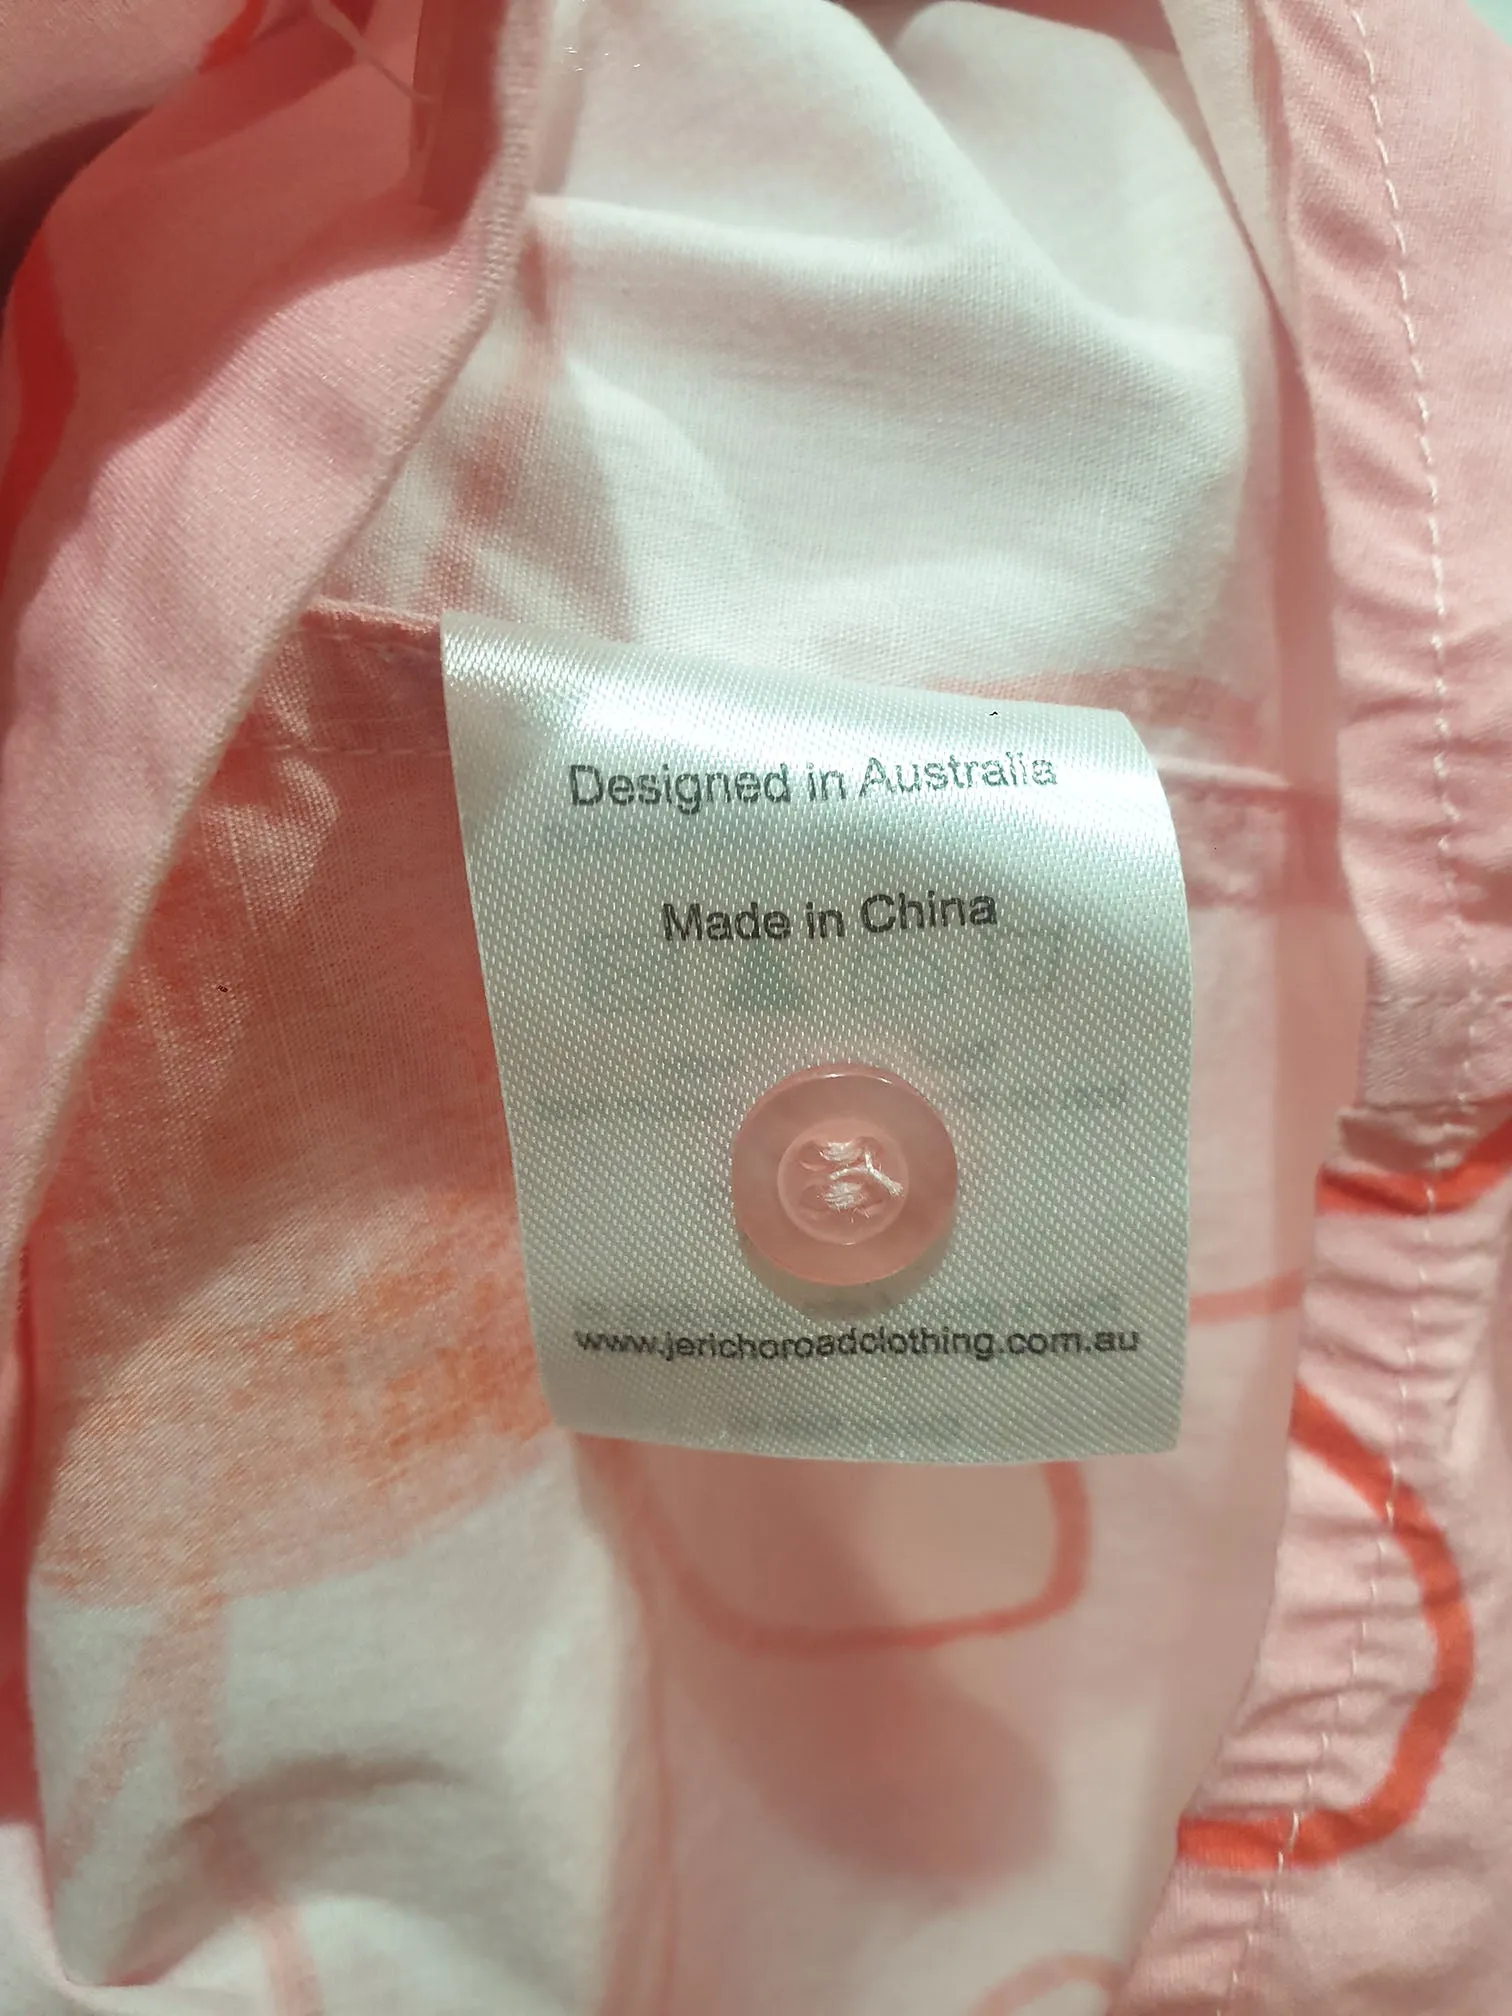 Designed in Australia
Made in China
www.jerichoroadclothing.com.au